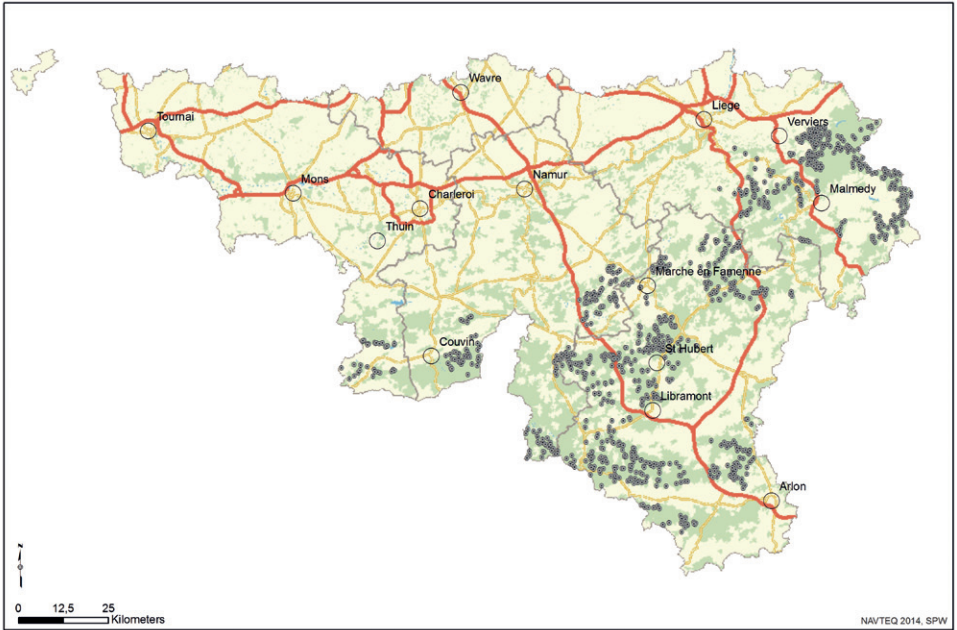 Wavre
Tournai
Liege
Verviers
Mons
Namur
Charleroi
Malmedy
Thuin
Marche en Famenne
Couvin
St Hubert
Libramont
Arlon
N
0 12,5 25
Kilometers
NAVTEQ 2014, SPW